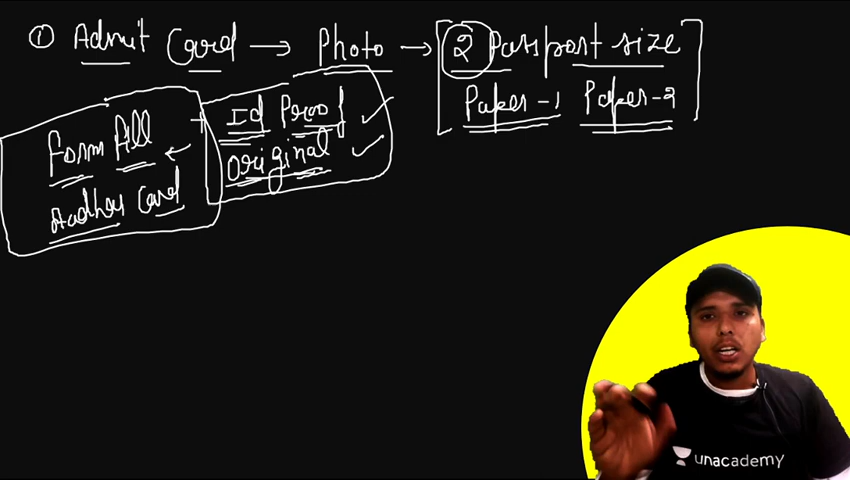 ① Admit Card → Photo → [2 Passport size
Paper-1 Paper-2]
+ Id Proof ✓
Original ✓
Form fill ←
Aadhar Card
unacademy